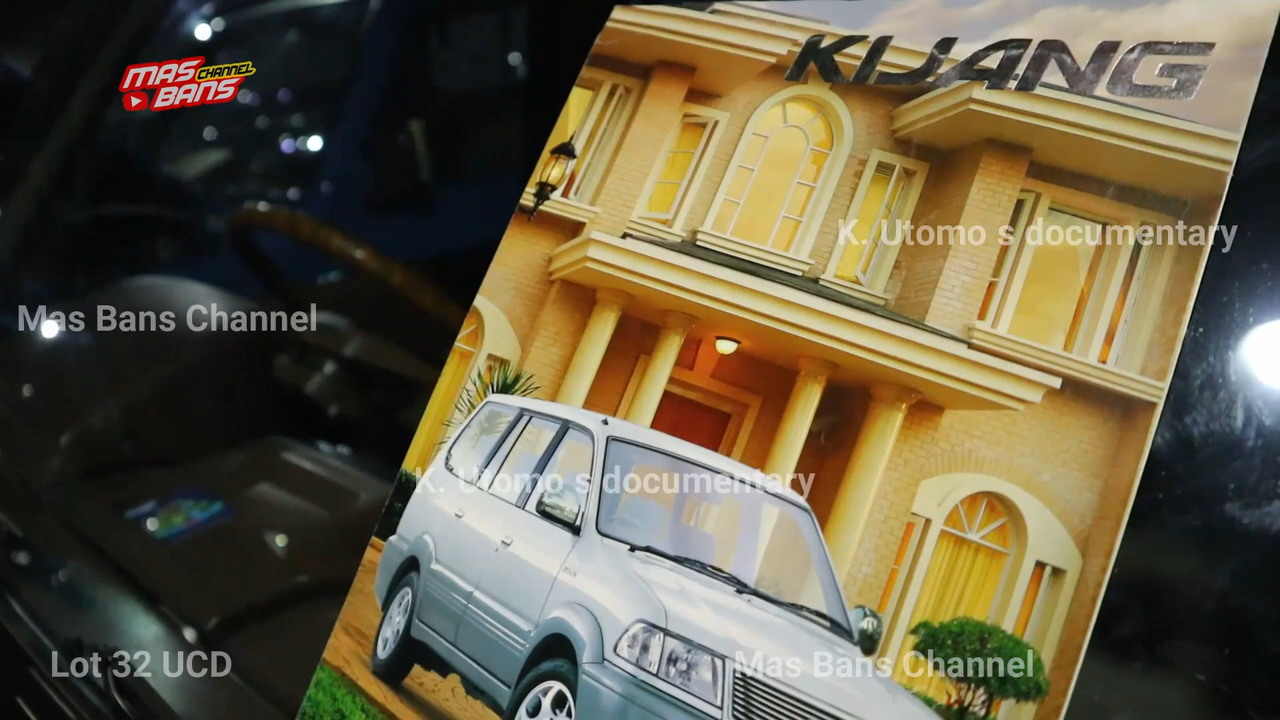 KIJANG
MAS
CHANNEL
BANS
K. Utomo s documentary
Mas Bans Channel
K. Utomo s documentary
Lot 32 UCD
Mas Bans Channel